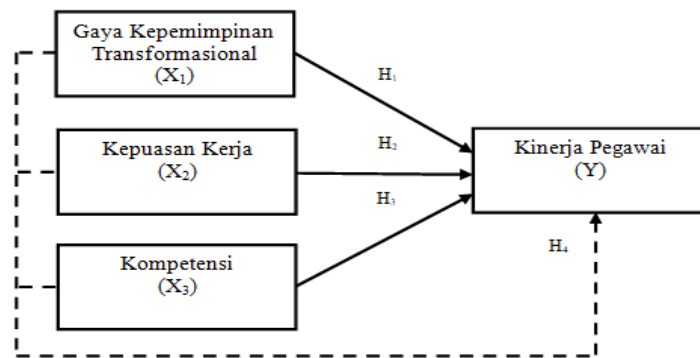 Gaya Kepemimpinan
Transformasional
(X₁)
H₁
Kepuasan Kerja
(X₂)
H₂
Kinerja Pegawai
(Y)
H₃
Kompetensi
(X₃)
H₄